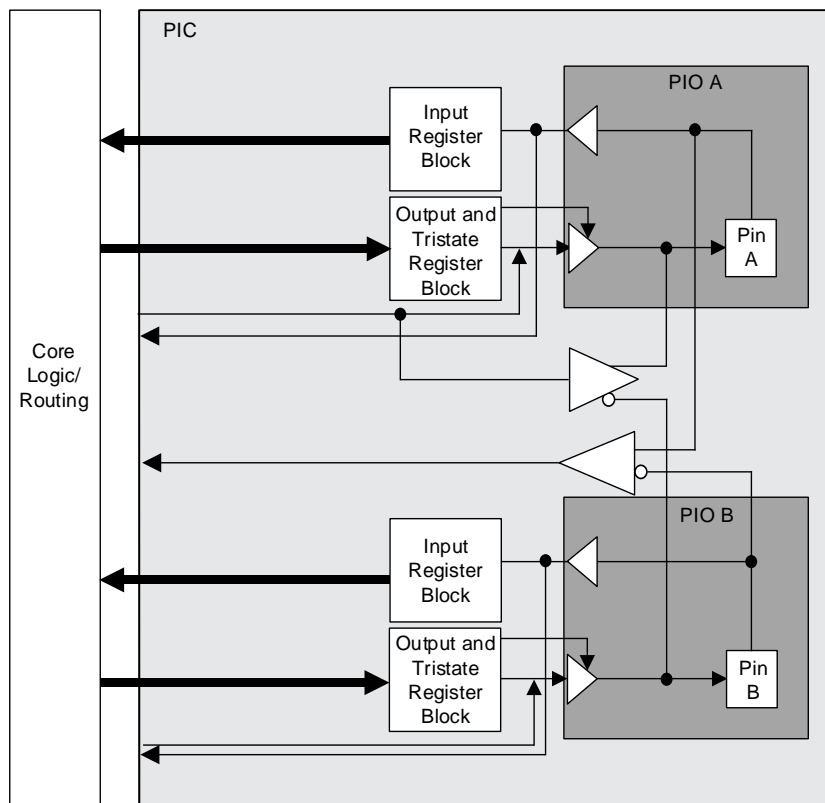 PIC
PIO A
Input
Register
Block
Output and
Tristate
Register
Block
Pin
A
Core
Logic/
Routing
PIO B
Input
Register
Block
Output and
Tristate
Register
Block
Pin
B